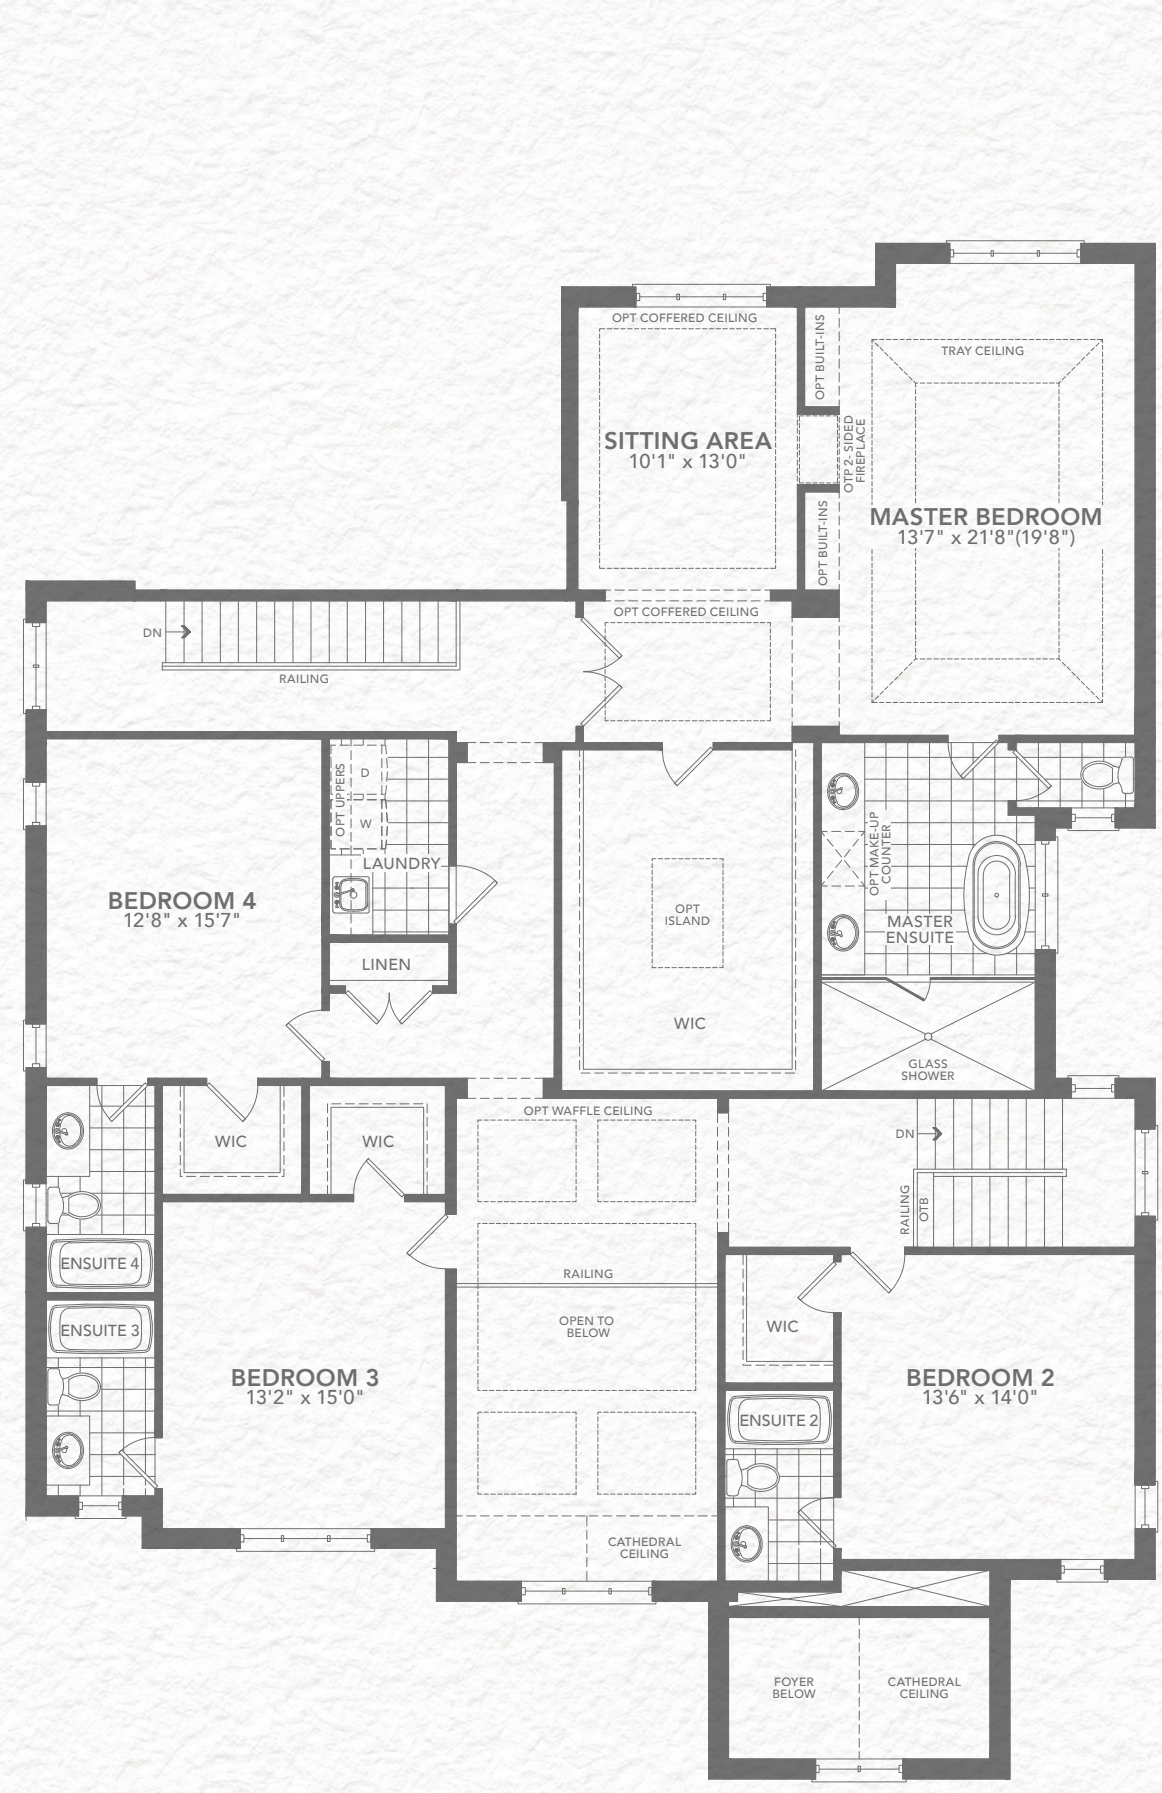 OPT COFFERED CEILING
SITTING AREA
10'1" x 13'0"
OPT BUILT-INS
OTP 2- SIDED
FIREPLACE
OPT BUILT-INS
TRAY CEILING
MASTER BEDROOM
13'7" x 21'8"(19'8")
DN
RAILING
OPT COFFERED CEILING
BEDROOM 4
12'8" x 15'7"
OPT UPPERS
D
W
LAUNDRY
LINEN
OPT
ISLAND
WIC
OPT MAKE-UP
COUNTER
MASTER
ENSUITE
GLASS
SHOWER
WIC
WIC
OPT WAFFLE CEILING
DN
RAILING
OTB
ENSUITE 4
ENSUITE 3
RAILING
OPEN TO
BELOW
WIC
BEDROOM 3
13'2" x 15'0"
BEDROOM 2
13'6" x 14'0"
ENSUITE 2
CATHEDRAL
CEILING
FOYER
BELOW
CATHEDRAL
CEILING